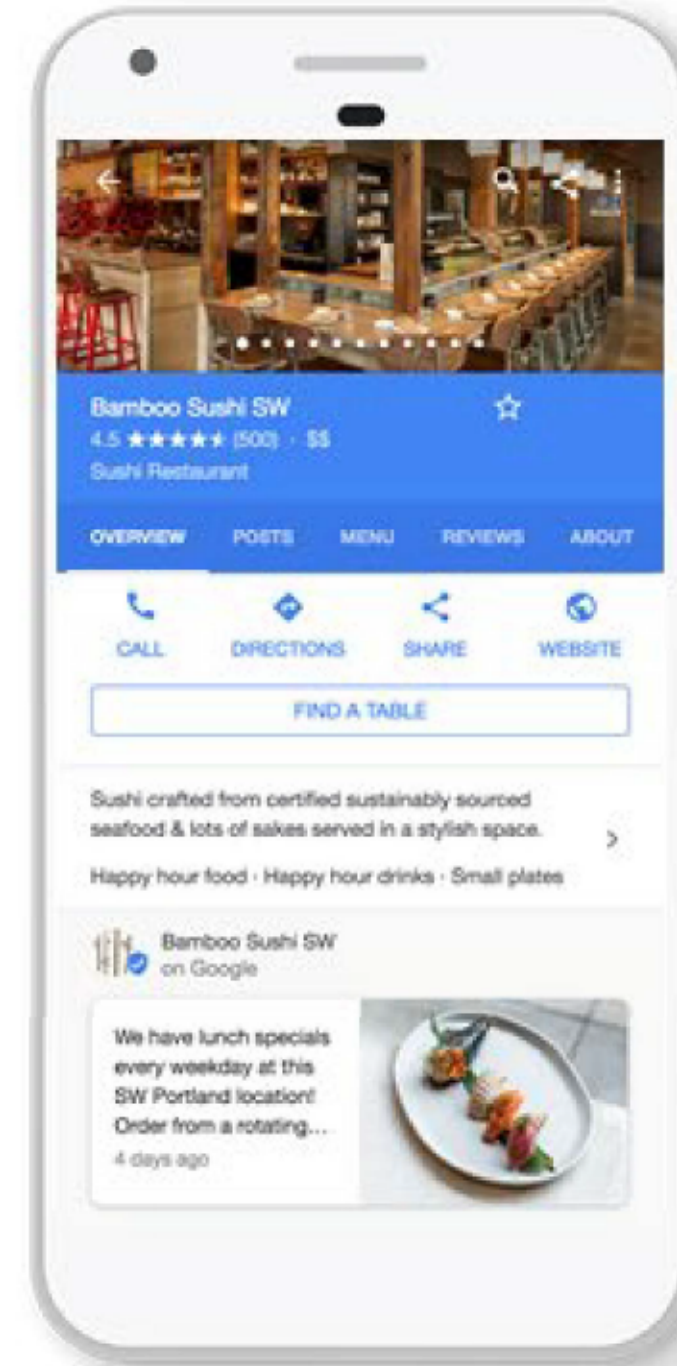 Bamboo Sushi SW
4.5 (500) · $$
Sushi Restaurant
OVERVIEW POSTS MENU REVIEWS ABOUT
CALL DIRECTIONS SHARE WEBSITE
FIND A TABLE
Sushi crafted from certified sustainably sourced
seafood & lots of sakes served in a stylish space.
Happy hour food · Happy hour drinks · Small plates
Bamboo Sushi SW
on Google
We have lunch specials
every weekday at this
SW Portland location!
Order from a rotating...
4 days ago